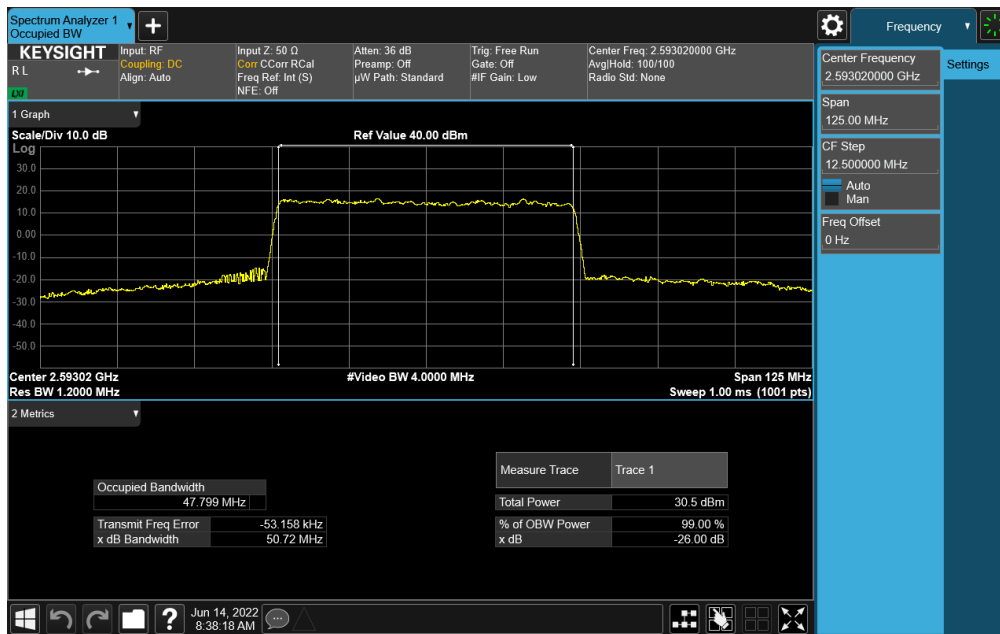 Spectrum Analyzer 1
Occupied BW
Frequency
KEYSIGHT
R L
LXI
Input: RF
Coupling: DC
Align: Auto
Input Z: 50 Ω
Corr CCorr RCal
Freq Ref: Int (S)
NFE: Off
Atten: 36 dB
Preamp: Off
µW Path: Standard
Trig: Free Run
Gate: Off
#IF Gain: Low
Center Freq: 2.593020000 GHz
Avg|Hold: 100/100
Radio Std: None
Center Frequency
2.593020000 GHz
Settings
Span
125.00 MHz
CF Step
12.500000 MHz
Auto
Man
Freq Offset
0 Hz
1 Graph
Scale/Div 10.0 dB
Ref Value 40.00 dBm
Log
30.0
20.0
10.0
0.00
-10.0
-20.0
-30.0
-40.0
-50.0
Center 2.59302 GHz
#Video BW 4.0000 MHz
Span 125 MHz
Res BW 1.2000 MHz
Sweep 1.00 ms (1001 pts)
2 Metrics
Occupied Bandwidth
47.799 MHz
Transmit Freq Error -53.158 kHz
x dB Bandwidth 50.72 MHz
Measure Trace Trace 1
Total Power 30.5 dBm
% of OBW Power 99.00 %
x dB -26.00 dB
Jun 14, 2022
8:38:18 AM